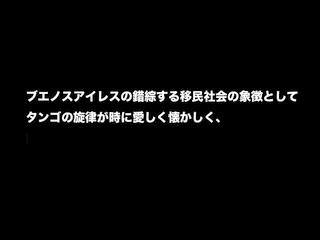 ブエノスアイレスの錯綜する移民社会の象徴として
タンゴの旋律が時に愛しく懐かしく、